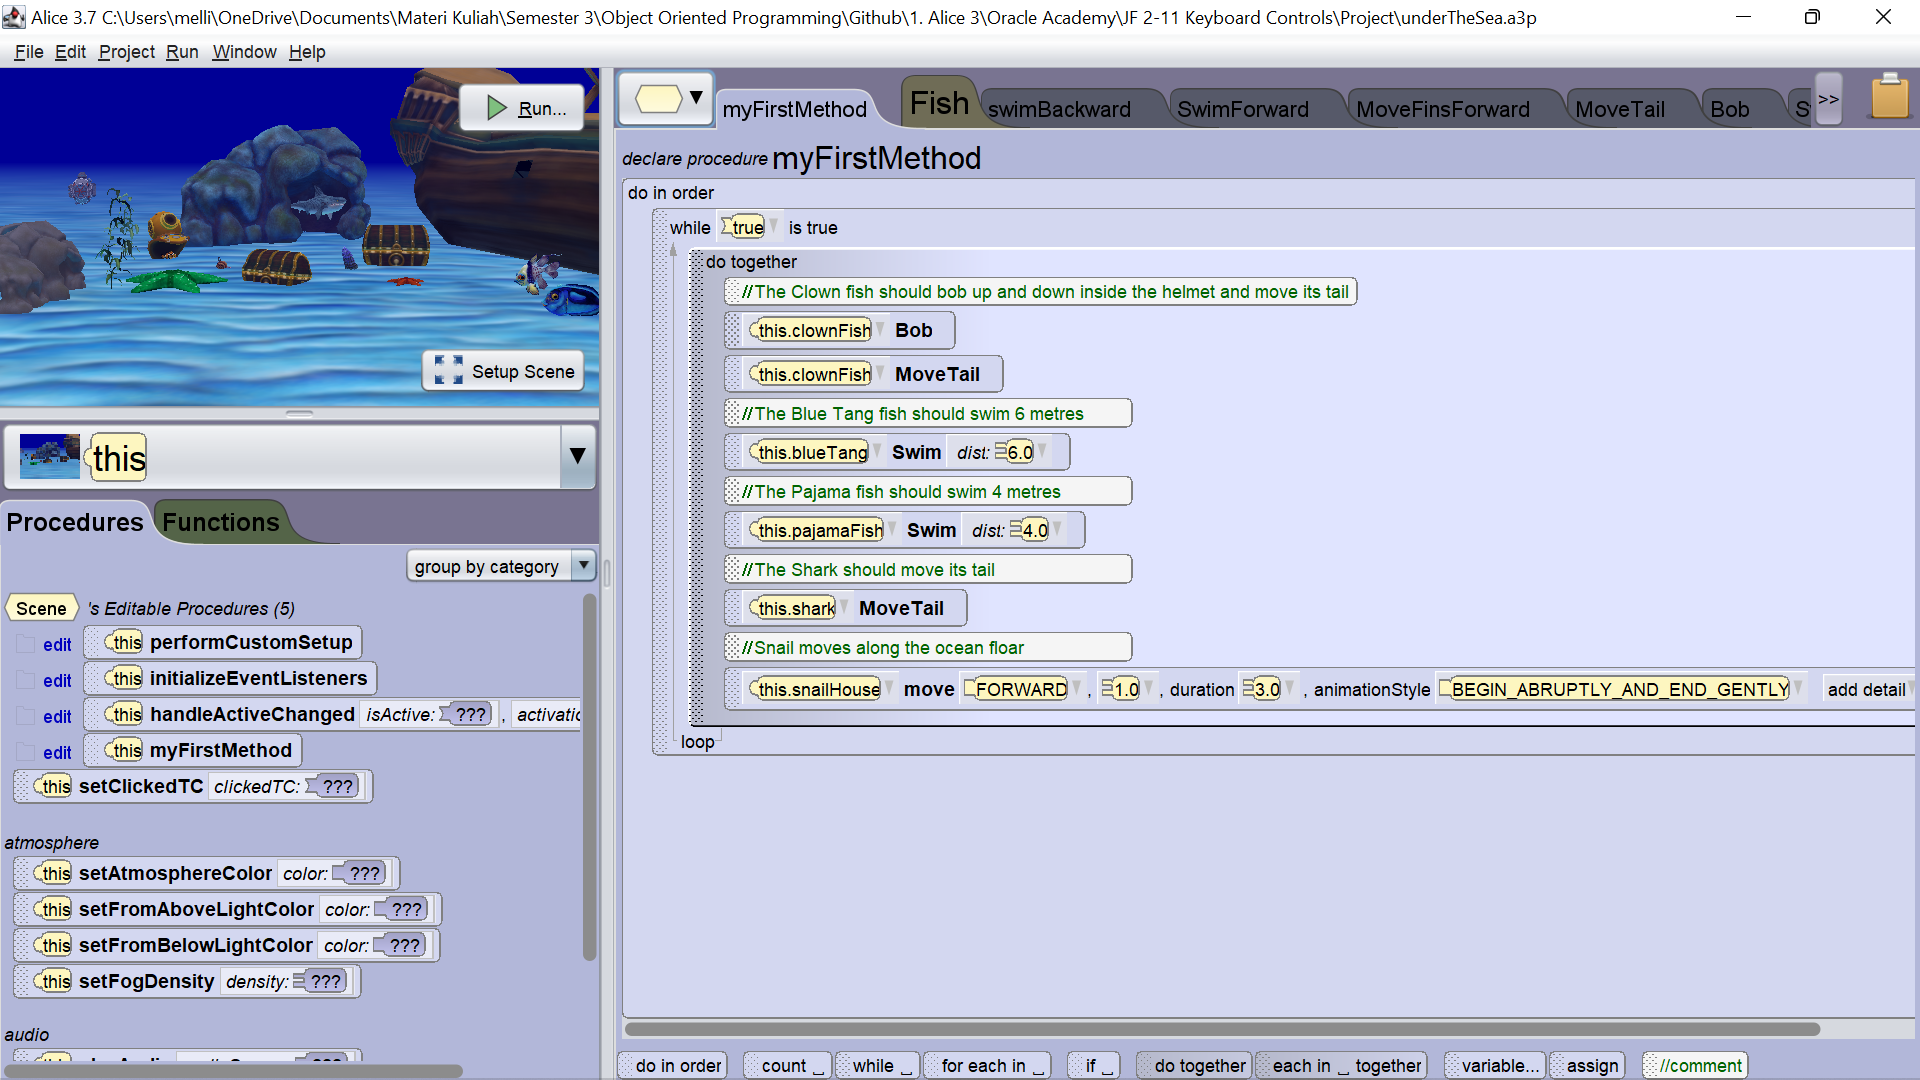 Alice 3.7 C:\Users\melli\OneDrive\Documents\Materi Kuliah\Semester 3\Object Oriented Programming\Github\1. Alice 3\Oracle Academy\JF 2-11 Keyboard Controls\Project\underTheSea.a3p
File Edit Project Run Window Help
Run...
Setup Scene
this
Procedures Functions
group by category
Scene 's Editable Procedures (5)
edit this performCustomSetup
edit this initializeEventListeners
edit this handleActiveChanged isActive: ??? , activatio
edit this myFirstMethod
this setClickedTC clickedTC: ???
atmosphere
this setAtmosphereColor color: ???
this setFromAboveLightColor color: ???
this setFromBelowLightColor color: ???
this setFogDensity density: ???
audio
myFirstMethod Fish swimBackward SwimForward MoveFinsForward MoveTail Bob >>
declare procedure myFirstMethod
do in order
while true is true
do together
//The Clown fish should bob up and down inside the helmet and move its tail
this.clownFish Bob
this.clownFish MoveTail
//The Blue Tang fish should swim 6 metres
this.blueTang Swim dist: 6.0
//The Pajama fish should swim 4 metres
this.pajamaFish Swim dist: 4.0
//The Shark should move its tail
this.shark MoveTail
//Snail moves along the ocean floar
this.snailHouse move FORWARD , 1.0 , duration 3.0 , animationStyle BEGIN_ABRUPTLY_AND_END_GENTLY add detail
loop
do in order count _ while _ for each in _ if _ do together each in _ together variable... assign //comment